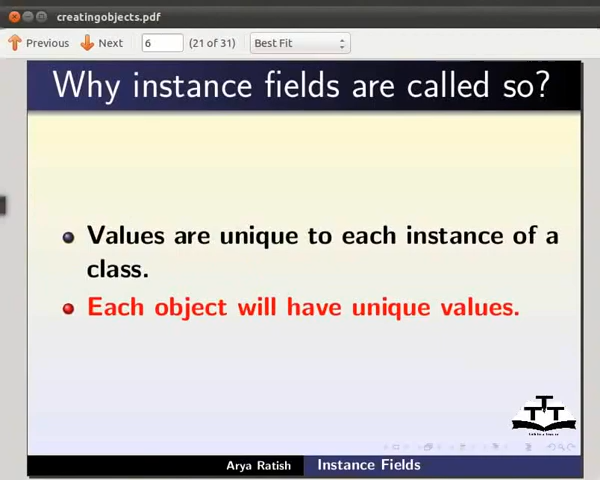 creatingobjects.pdf
Previous Next 6 (21 of 31) Best Fit
Why instance fields are called so?
Values are unique to each instance of a
class.
Each object will have unique values.
TTT
Arya Ratish Instance Fields